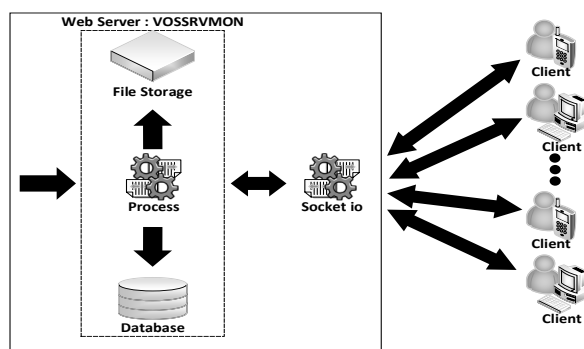 Web Server : VOSSRVMON
File Storage
Process
Socket io
Database
Client
Client
Client
Client